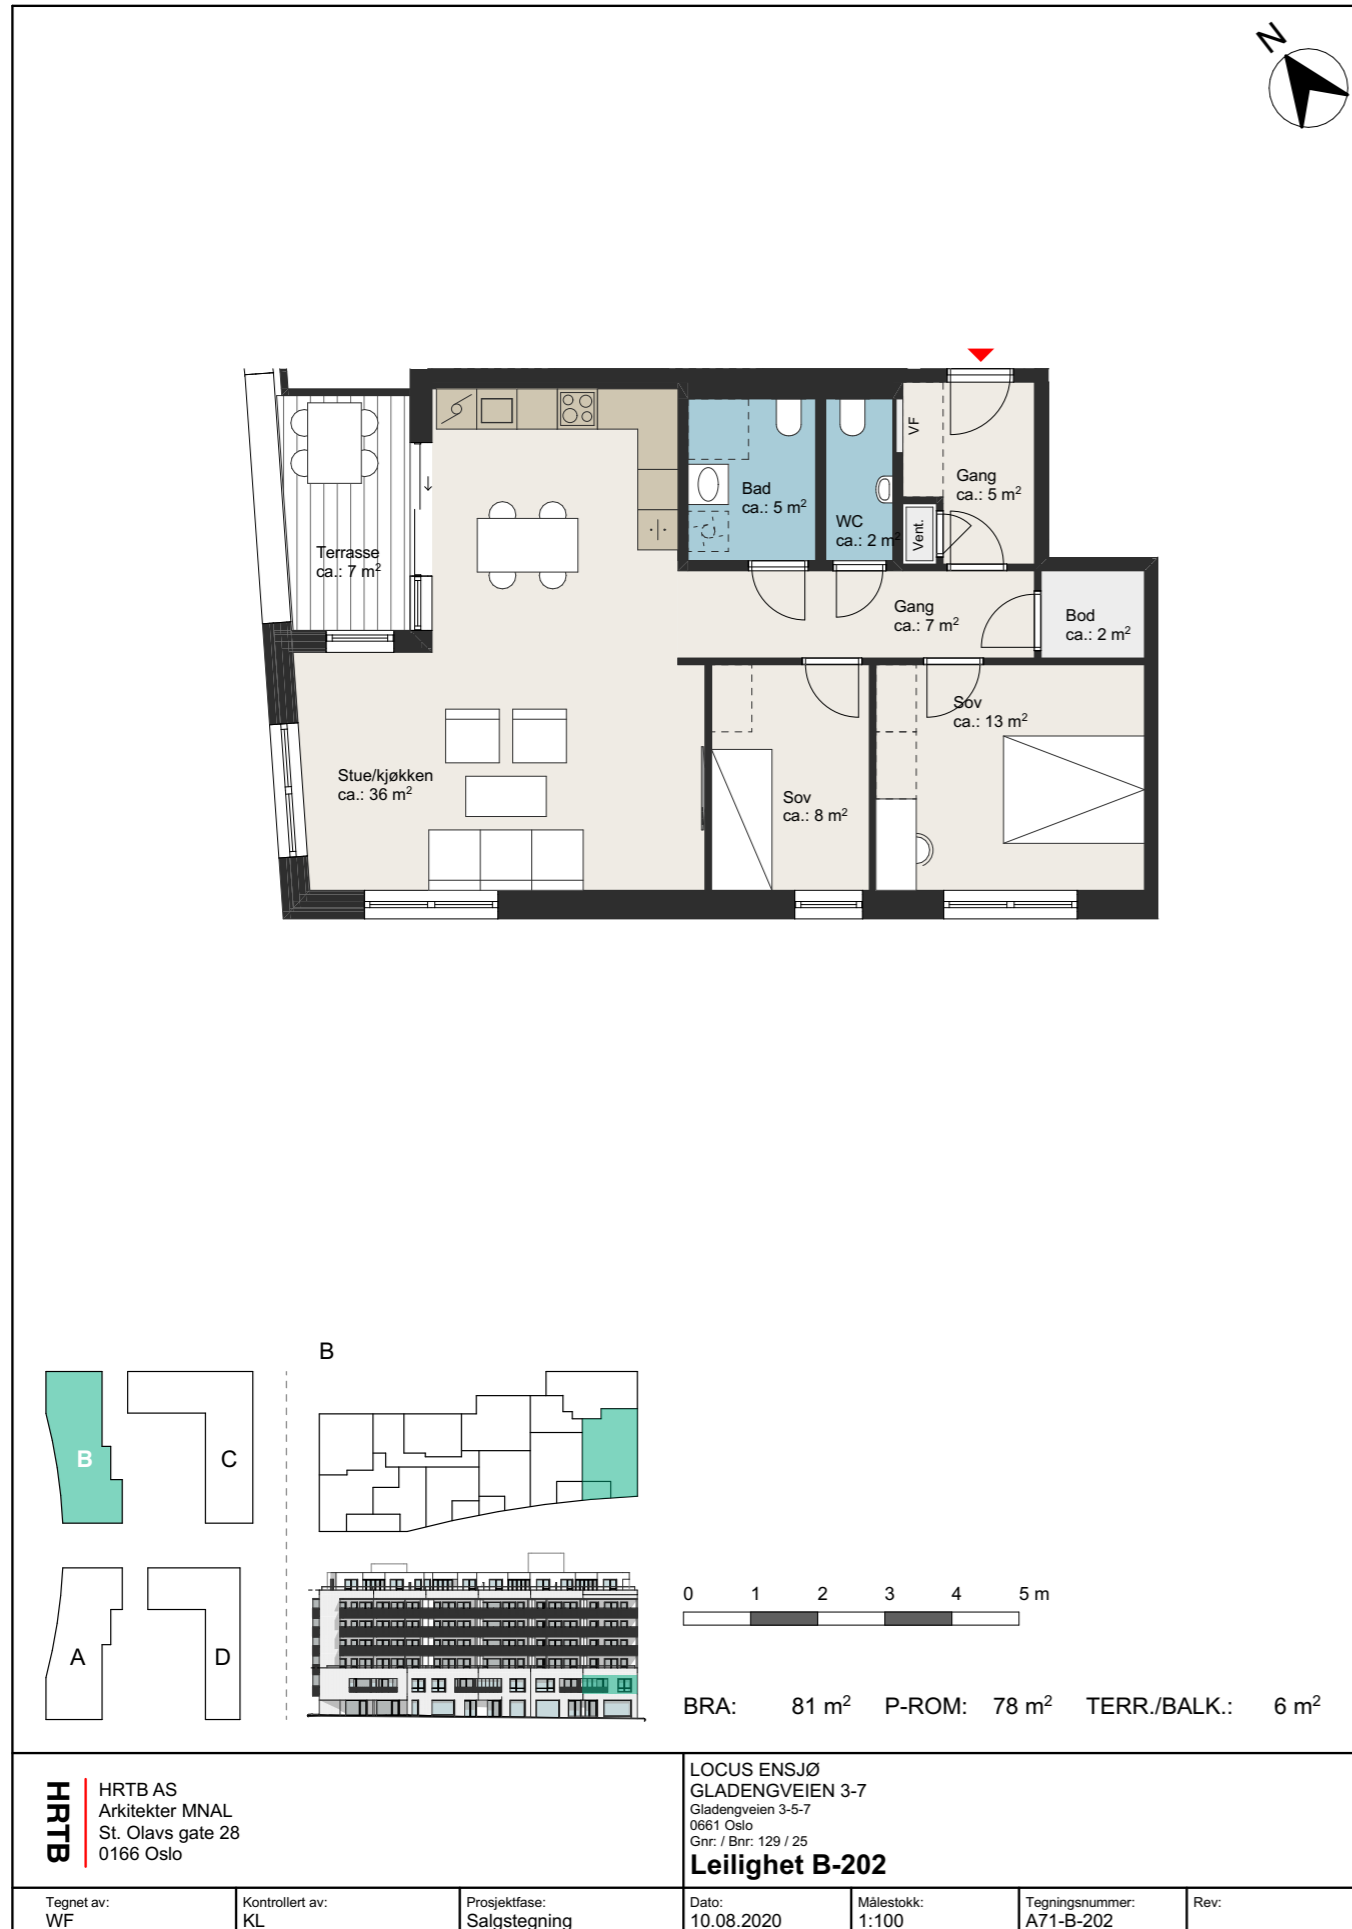 N
VF
Gang
ca.: 5 m²
Bad
ca.: 5 m²
WC
ca.: 2 m²
Vent.
Terrasse
ca.: 7 m²
Gang
ca.: 7 m²
Bod
ca.: 2 m²
Sov
ca.: 13 m²
Stue/kjøkken
ca.: 36 m²
Sov
ca.: 8 m²
B
B
C
A
D
0 1 2 3 4 5 m
BRA: 81 m² P-ROM: 78 m² TERR./BALK.: 6 m²
HRTB
HRTB AS
Arkitekter MNAL
St. Olavs gate 28
0166 Oslo
LOCUS ENSJØ
GLADENGVEIEN 3-7
Gladengveien 3-5-7
0661 Oslo
Gnr: / Bnr: 129 / 25
Leilighet B-202
Tegnet av:
WF
Kontrollert av:
KL
Prosjektfase:
Salgstegning
Dato:
10.08.2020
Målestokk:
1:100
Tegningsnummer:
A71-B-202
Rev: